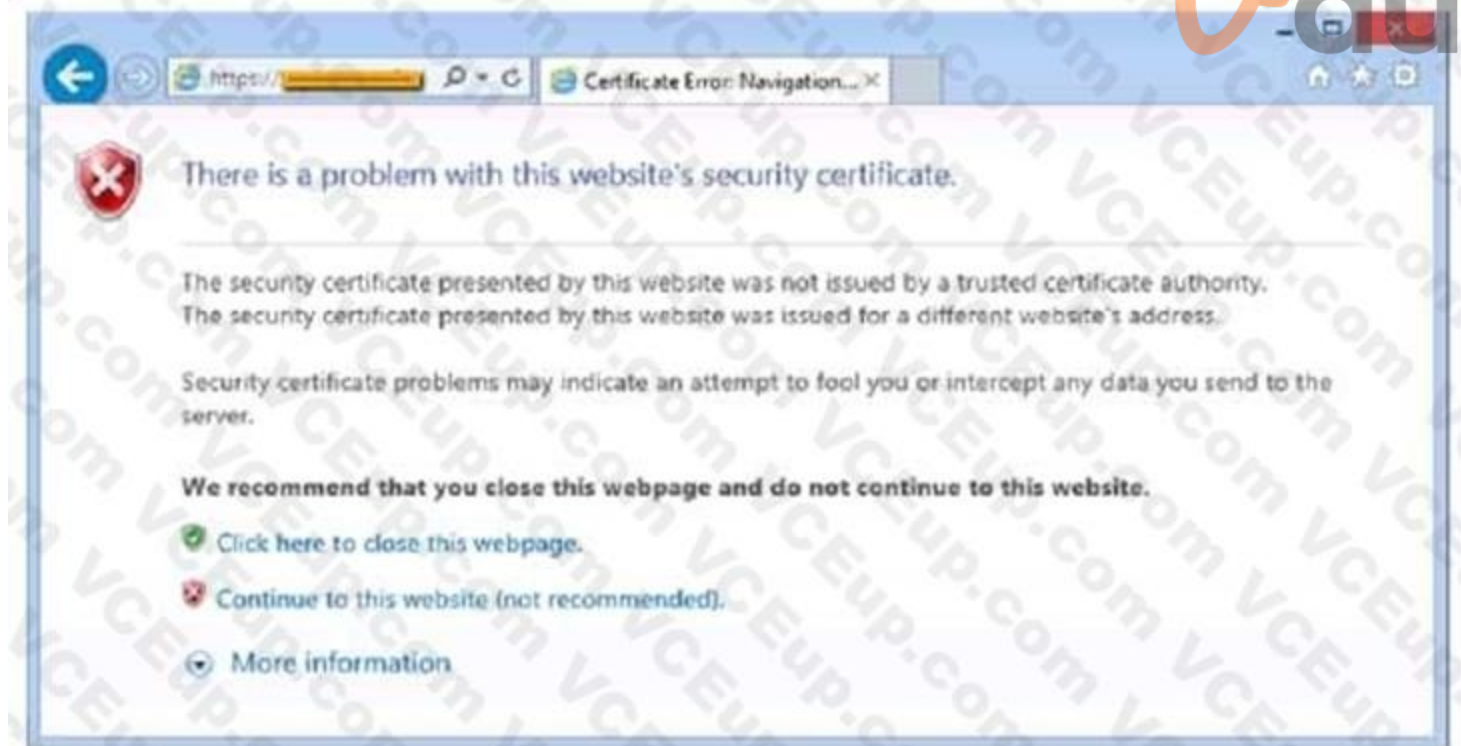 https://
Certificate Error: Navigation...
There is a problem with this website's security certificate.
The security certificate presented by this website was not issued by a trusted certificate authority.
The security certificate presented by this website was issued for a different website's address.
Security certificate problems may indicate an attempt to fool you or intercept any data you send to the
server.
We recommend that you close this webpage and do not continue to this website.
Click here to close this webpage.
Continue to this website (not recommended).
More information
VCEup.com